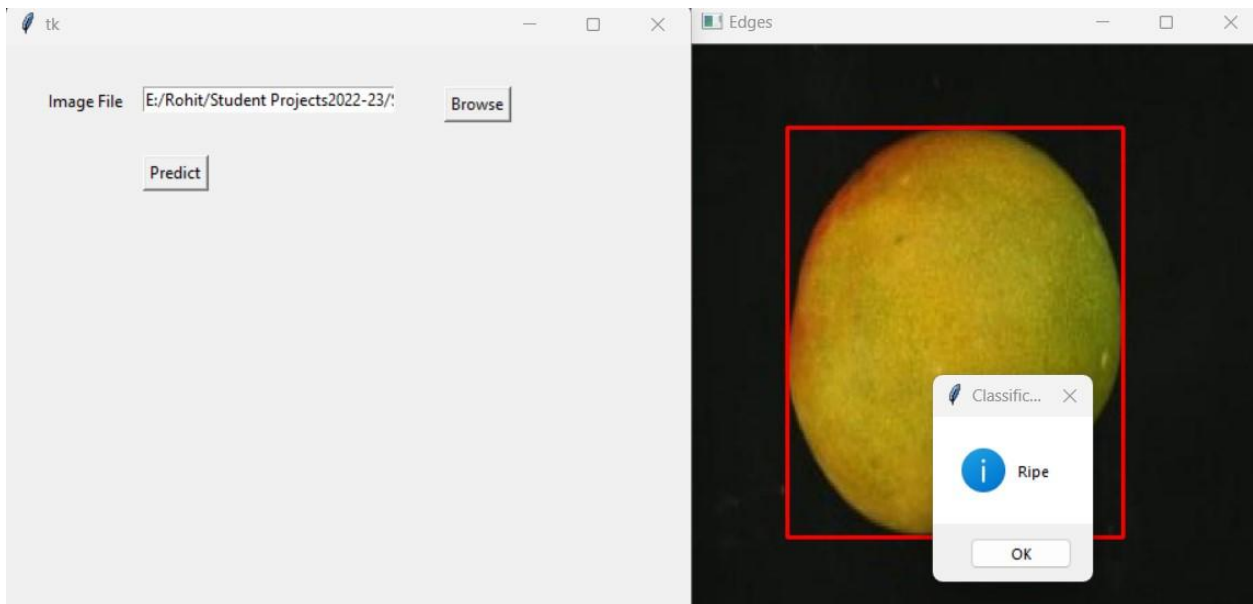 tk
Image File
E:/Rohit/Student Projects2022-23/
Browse
Predict
Edges
Classific...
Ripe
OK